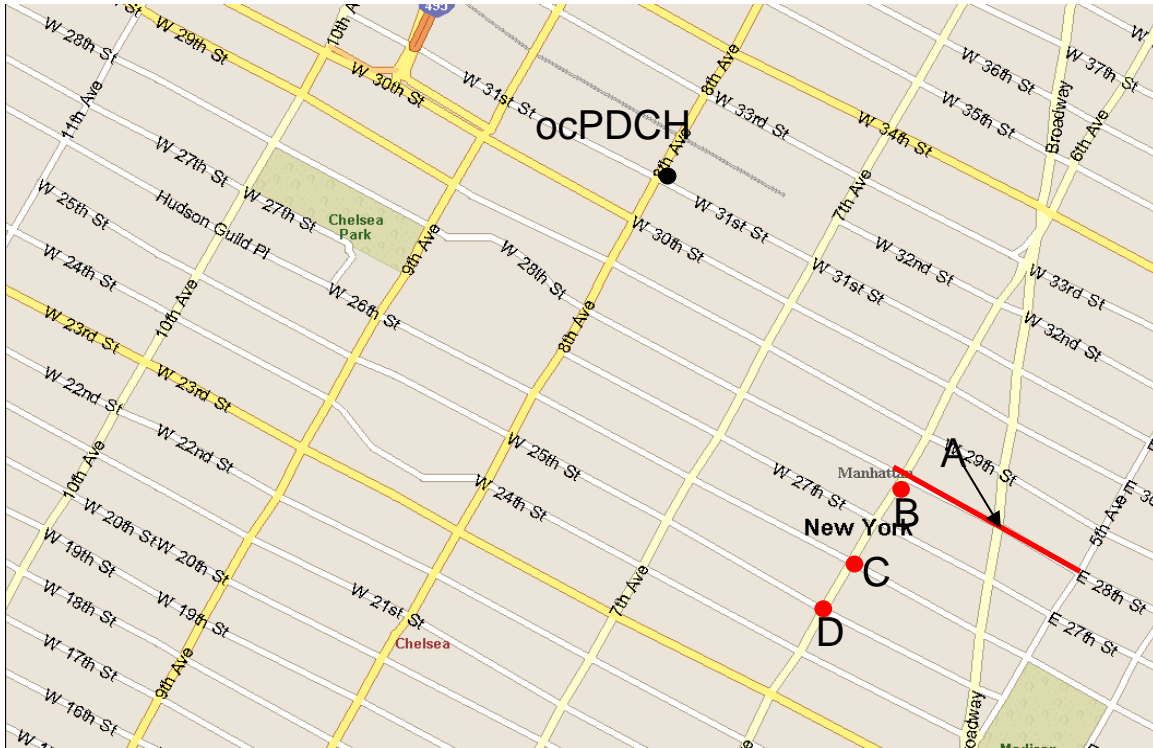 495
W 28th St
W 29th St
10th Ave
W 30th St
W 31st St
8th Ave
W 33rd St
W 34th St
W 36th St
W 35th St
W 37th St
Broadway
6th Ave
11th Ave
ocPDCH
8th Ave
W 27th St
W 27th St
Hudson Guild Pl
W 25th St
W 24th St
Chelsea
Park
9th Ave
W 28th St
W 26th St
W 30th St
W 31st St
7th Ave
W 31st St
W 32nd St
W 33rd St
W 32nd St
10th Ave
8th Ave
W 23rd St
W 23rd St
W 22nd St
W 22nd St
10th Ave
W 25th St
W 24th St
W 27th St
Manhattan
A
W 29th St
B
New York
C
D
5th Ave
E 28th St
E 27th St
W 20th St
W 20th St
W 19th St
W 19th St
W 18th St
W 17th St
W 16th St
W 21st St
Chelsea
7th Ave
9th Ave
Broadway
Madison